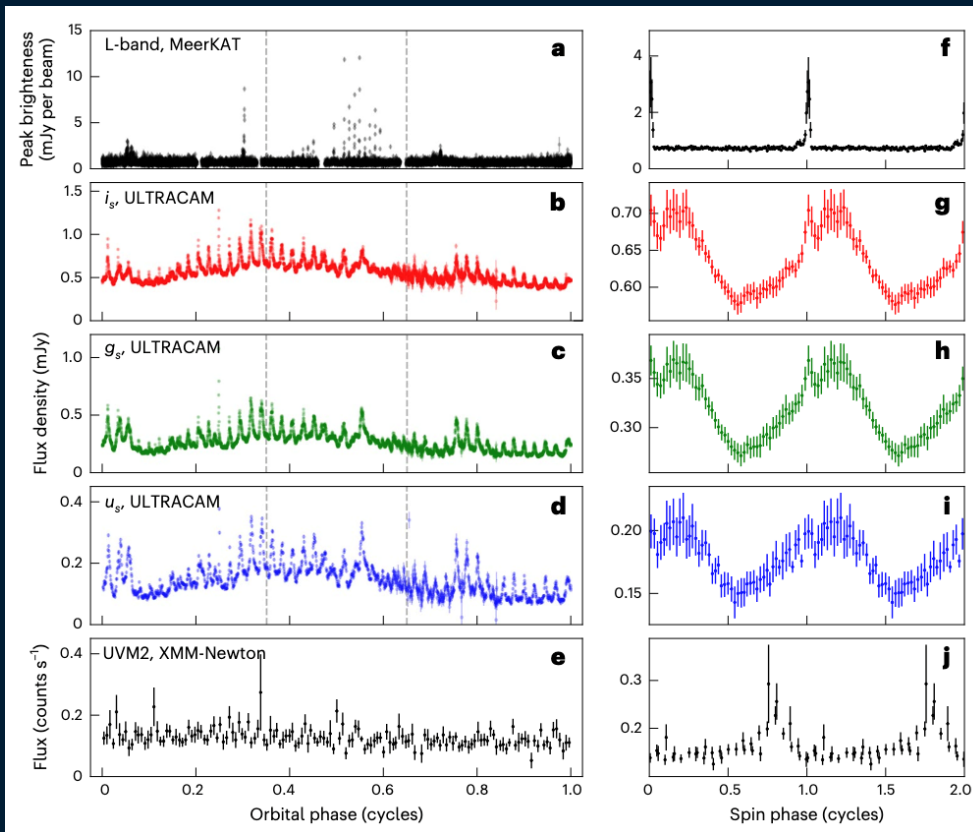 L-band, MeerKAT
a
Peak brighteness
(mJy per beam)
15
10
5
0
f
4
2
0
i_s, ULTRACAM
b
1.5
1.0
0.5
0
g
0.70
0.65
0.60
g_s, ULTRACAM
c
Flux density (mJy)
1.0
0.5
0
h
0.35
0.30
u_s, ULTRACAM
d
0.4
0.2
0
i
0.20
0.15
UVM2, XMM-Newton
e
Flux (counts s⁻¹)
0.4
0.2
0
j
0.3
0.2
0 0.2 0.4 0.6 0.8 1.0
Orbital phase (cycles)
0 0.5 1.0 1.5 2.0
Spin phase (cycles)